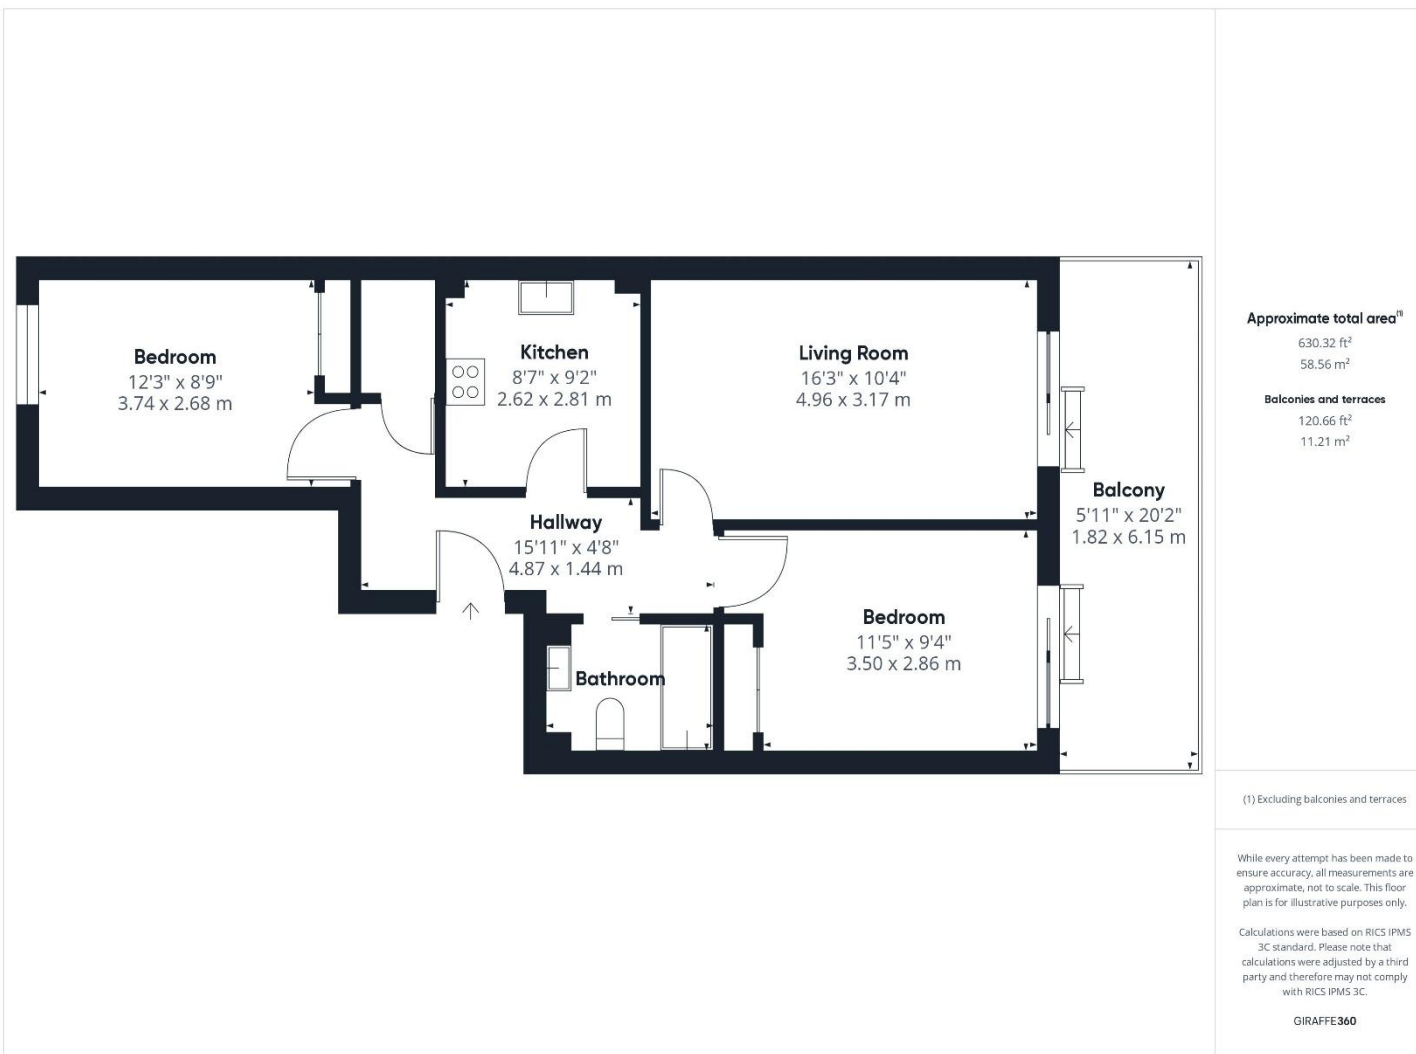 Bedroom
12'3" x 8'9"
3.74 x 2.68 m
Kitchen
8'7" x 9'2"
2.62 x 2.81 m
Living Room
16'3" x 10'4"
4.96 x 3.17 m
Balcony
5'11" x 20'2"
1.82 x 6.15 m
Hallway
15'11" x 4'8"
4.87 x 1.44 m
Bedroom
11'5" x 9'4"
3.50 x 2.86 m
Bathroom
Approximate total area⁽¹⁾
630.32 ft²
58.56 m²
Balconies and terraces
120.66 ft²
11.21 m²
(1) Excluding balconies and terraces
While every attempt has been made to
ensure accuracy, all measurements are
approximate, not to scale. This floor
plan is for illustrative purposes only.
Calculations were based on RICS IPMS
3C standard. Please note that
calculations were adjusted by a third
party and therefore may not comply
with RICS IPMS 3C.
GIRAFFE360